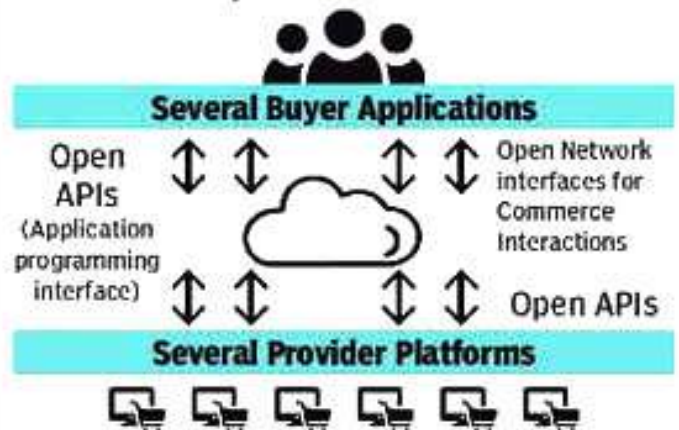 Several Buyer Applications
Open
APIs
(Application
programming
interface)
Open Network
interfaces for
Commerce
Interactions
Open APIs
Several Provider Platforms